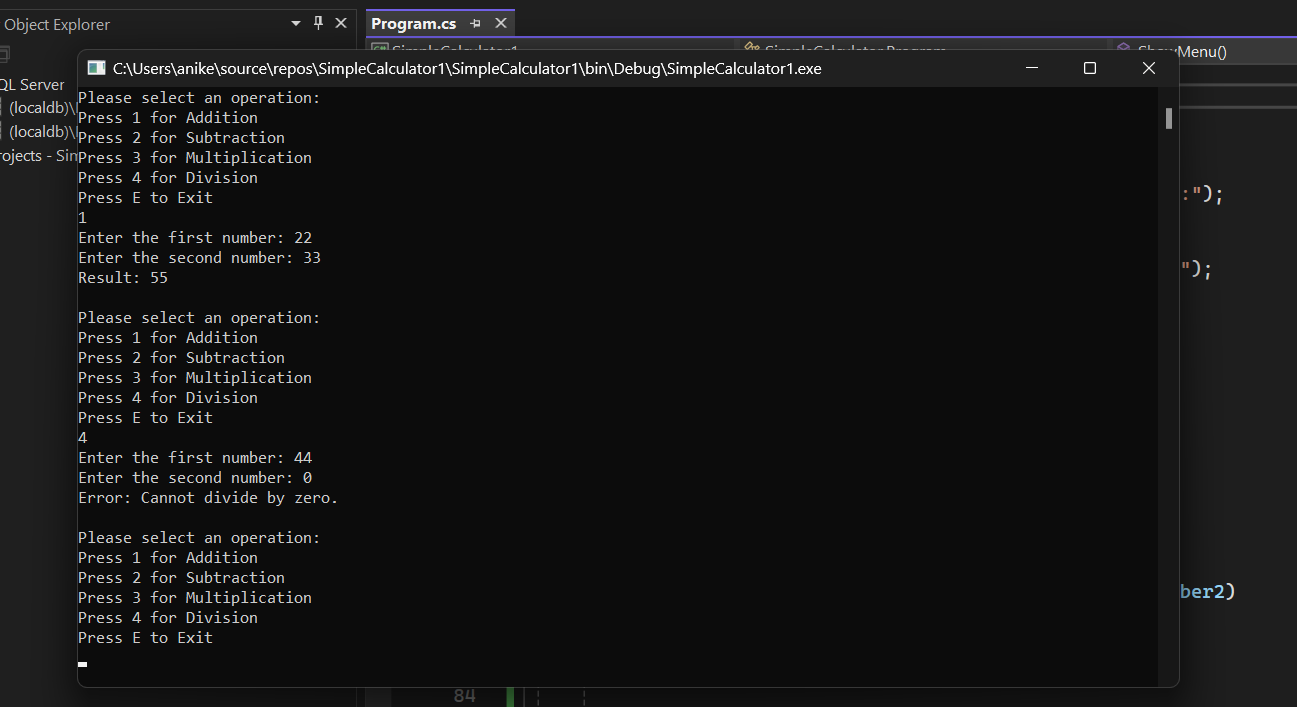 Object Explorer
Program.cs
ShowMenu()
C:\Users\anike\source\repos\SimpleCalculator1\SimpleCalculator1\bin\Debug\SimpleCalculator1.exe
QL Server
(localdb)\
(localdb)\
rojects - Sin
Please select an operation:
Press 1 for Addition
Press 2 for Subtraction
Press 3 for Multiplication
Press 4 for Division
Press E to Exit
1
Enter the first number: 22
Enter the second number: 33
Result: 55
Please select an operation:
Press 1 for Addition
Press 2 for Subtraction
Press 3 for Multiplication
Press 4 for Division
Press E to Exit
4
Enter the first number: 44
Enter the second number: 0
Error: Cannot divide by zero.
Please select an operation:
Press 1 for Addition
Press 2 for Subtraction
Press 3 for Multiplication
Press 4 for Division
Press E to Exit
:");
");
ber2)
84